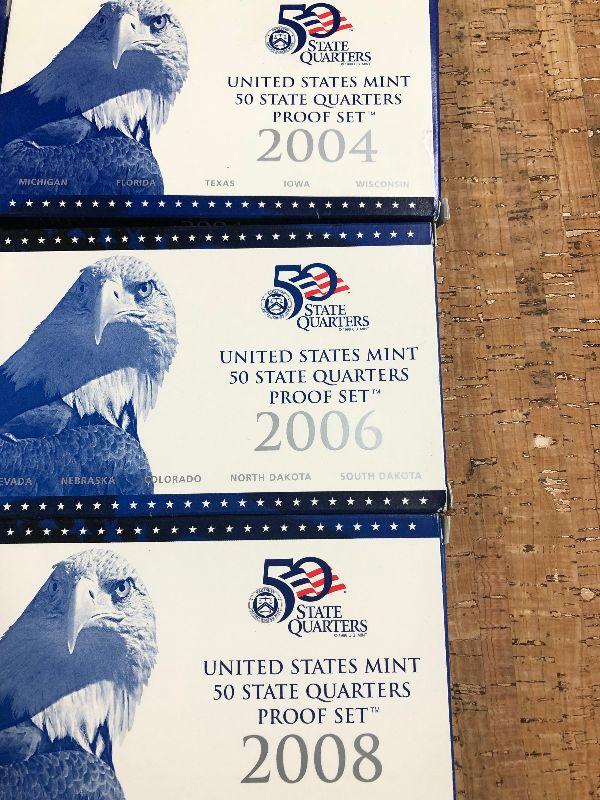 50
STATE
QUARTERS
UNITED STATES MINT
50 STATE QUARTERS
PROOF SET™
2004
MICHIGAN FLORIDA TEXAS IOWA WISCONSIN
50
STATE
QUARTERS
UNITED STATES MINT
50 STATE QUARTERS
PROOF SET™
2006
EVADA NEBRASKA COLORADO NORTH DAKOTA SOUTH DAKOTA
50
STATE
QUARTERS
UNITED STATES MINT
50 STATE QUARTERS
PROOF SET™
2008